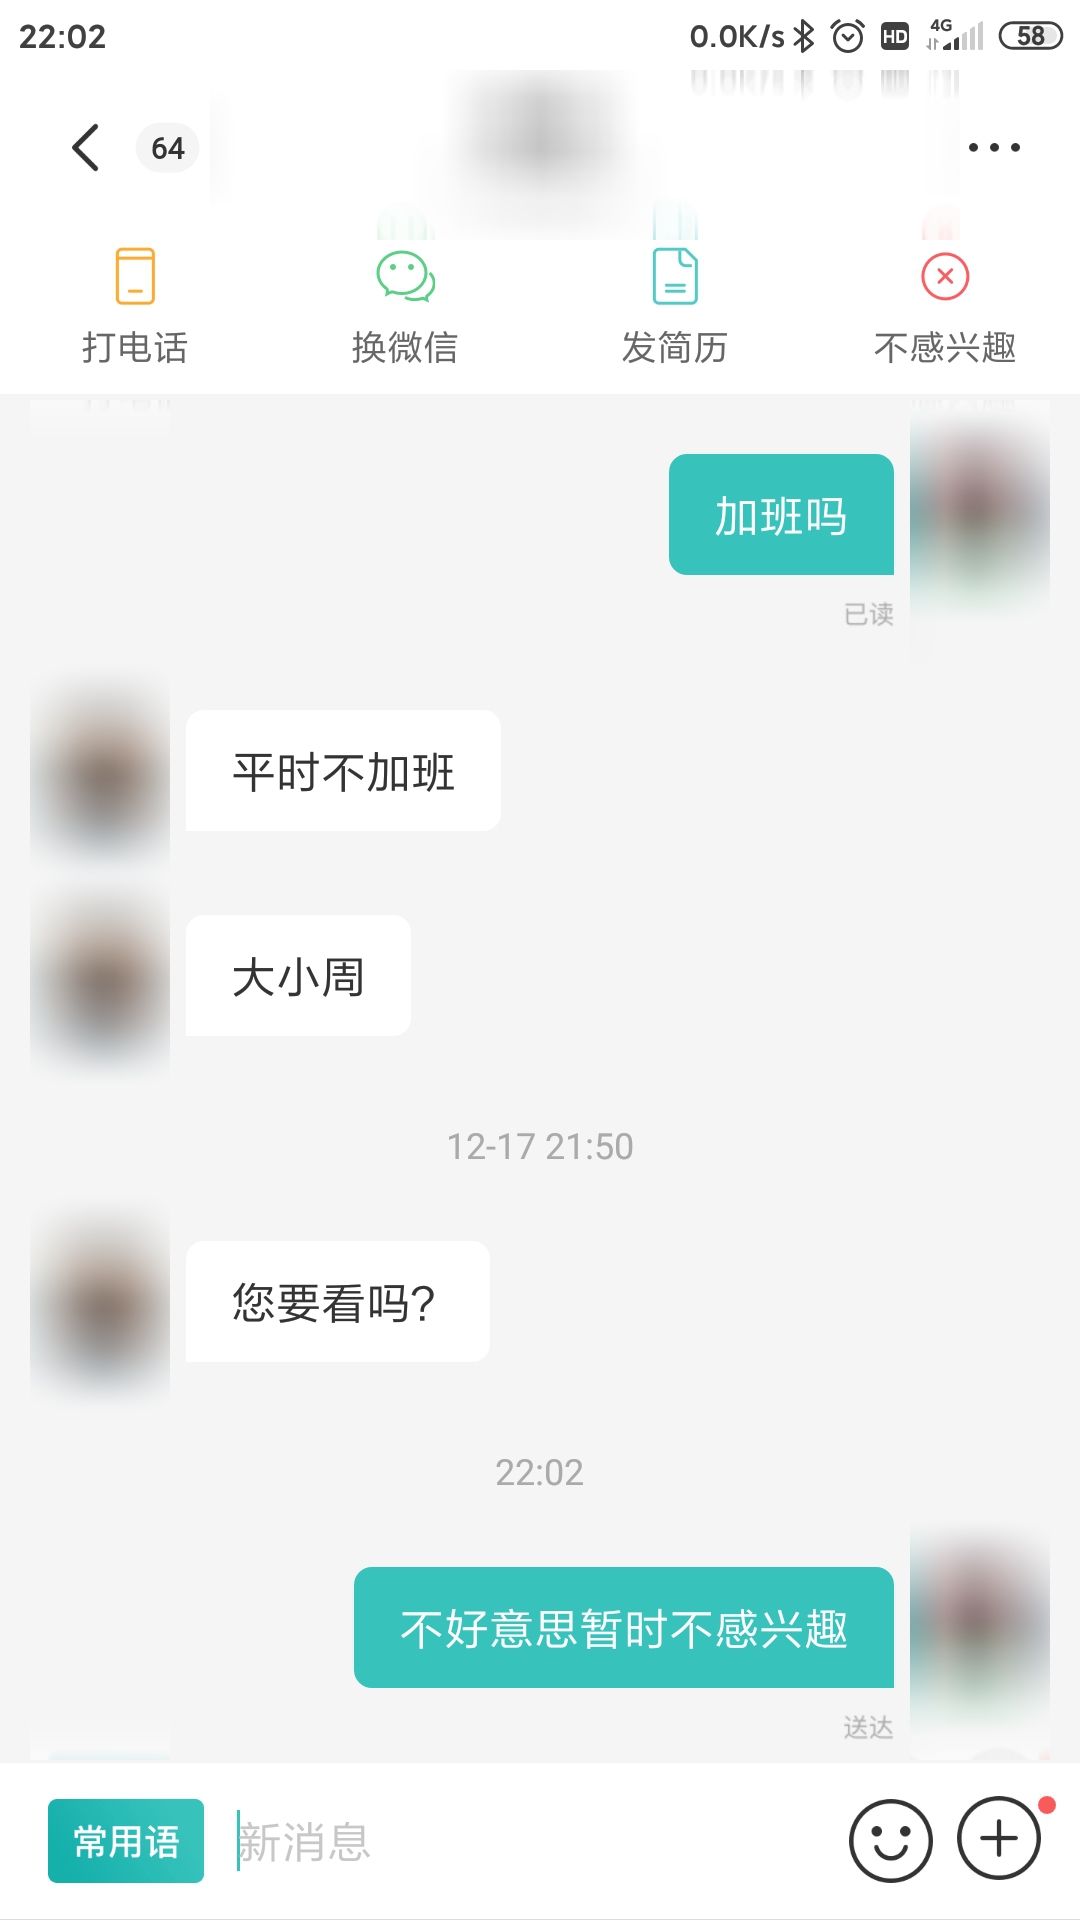 22:02 0.0K/s HD 4G 58
64
打电话 换微信 发简历 不感兴趣
加班吗
已读
平时不加班
大小周
12-17 21:50
您要看吗?
22:02
不好意思暂时不感兴趣
送达
常用语 新消息